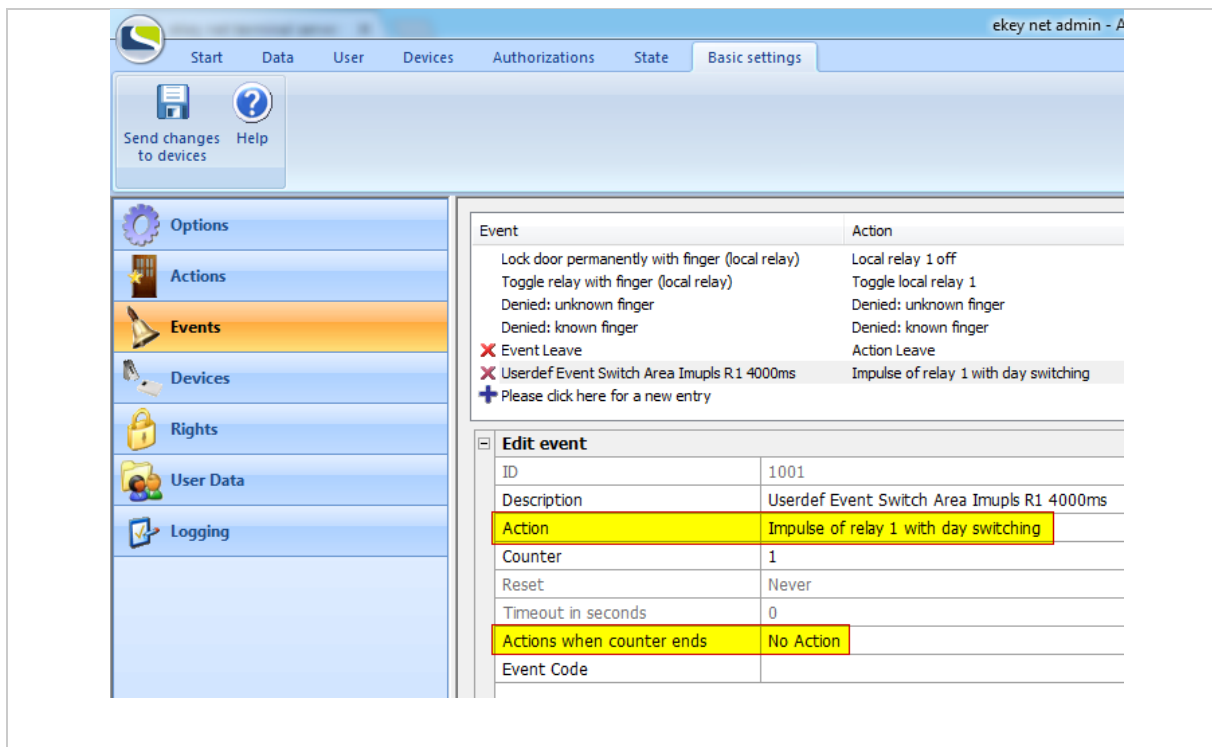 ekey net admin - A
Start Data User Devices Authorizations State Basic settings
Send changes to devices
Help
Options
Actions
Events
Devices
Rights
User Data
Logging
Event Action
Lock door permanently with finger (local relay) Local relay 1 off
Toggle relay with finger (local relay) Toggle local relay 1
Denied: unknown finger Denied: unknown finger
Denied: known finger Denied: known finger
Event Leave Action Leave
Userdef Event Switch Area Imupls R1 4000ms Impulse of relay 1 with day switching
Please click here for a new entry
Edit event
ID 1001
Description Userdef Event Switch Area Imupls R1 4000ms
Action Impulse of relay 1 with day switching
Counter 1
Reset Never
Timeout in seconds 0
Actions when counter ends No Action
Event Code